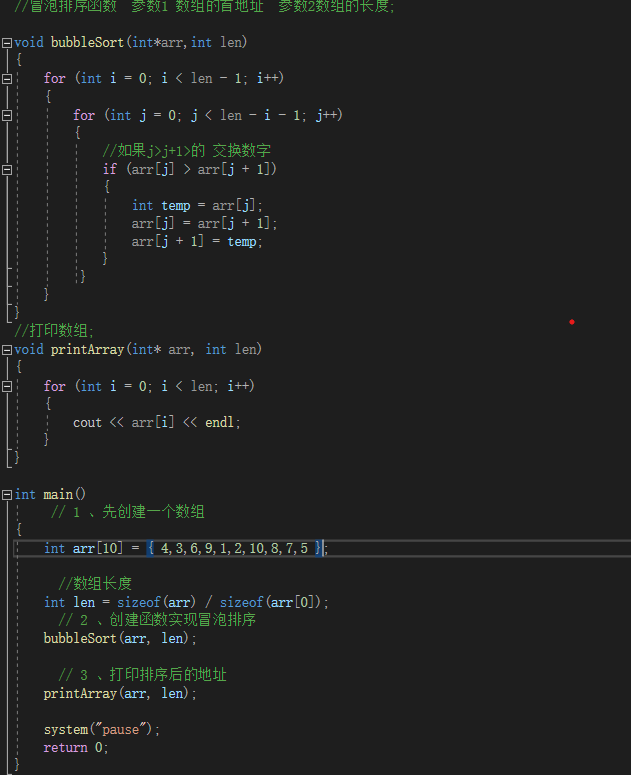 //冒泡排序函数  参数1 数组的首地址  参数2数组的长度;
void bubbleSort(int*arr,int len)
{
for (int i = 0; i < len - 1; i++)
{
for (int j = 0; j < len - i - 1; j++)
{
//如果j>j+1>的 交换数字
if (arr[j] > arr[j + 1])
{
int temp = arr[j];
arr[j] = arr[j + 1];
arr[j + 1] = temp;
}
}
}
}
//打印数组;
void printArray(int* arr, int len)
{
for (int i = 0; i < len; i++)
{
cout << arr[i] << endl;
}
}
int main()
// 1 、先创建一个数组
{
int arr[10] = { 4,3,6,9,1,2,10,8,7,5 };
//数组长度
int len = sizeof(arr) / sizeof(arr[0]);
// 2 、创建函数实现冒泡排序
bubbleSort(arr, len);
// 3 、打印排序后的地址
printArray(arr, len);
system("pause");
return 0;
}